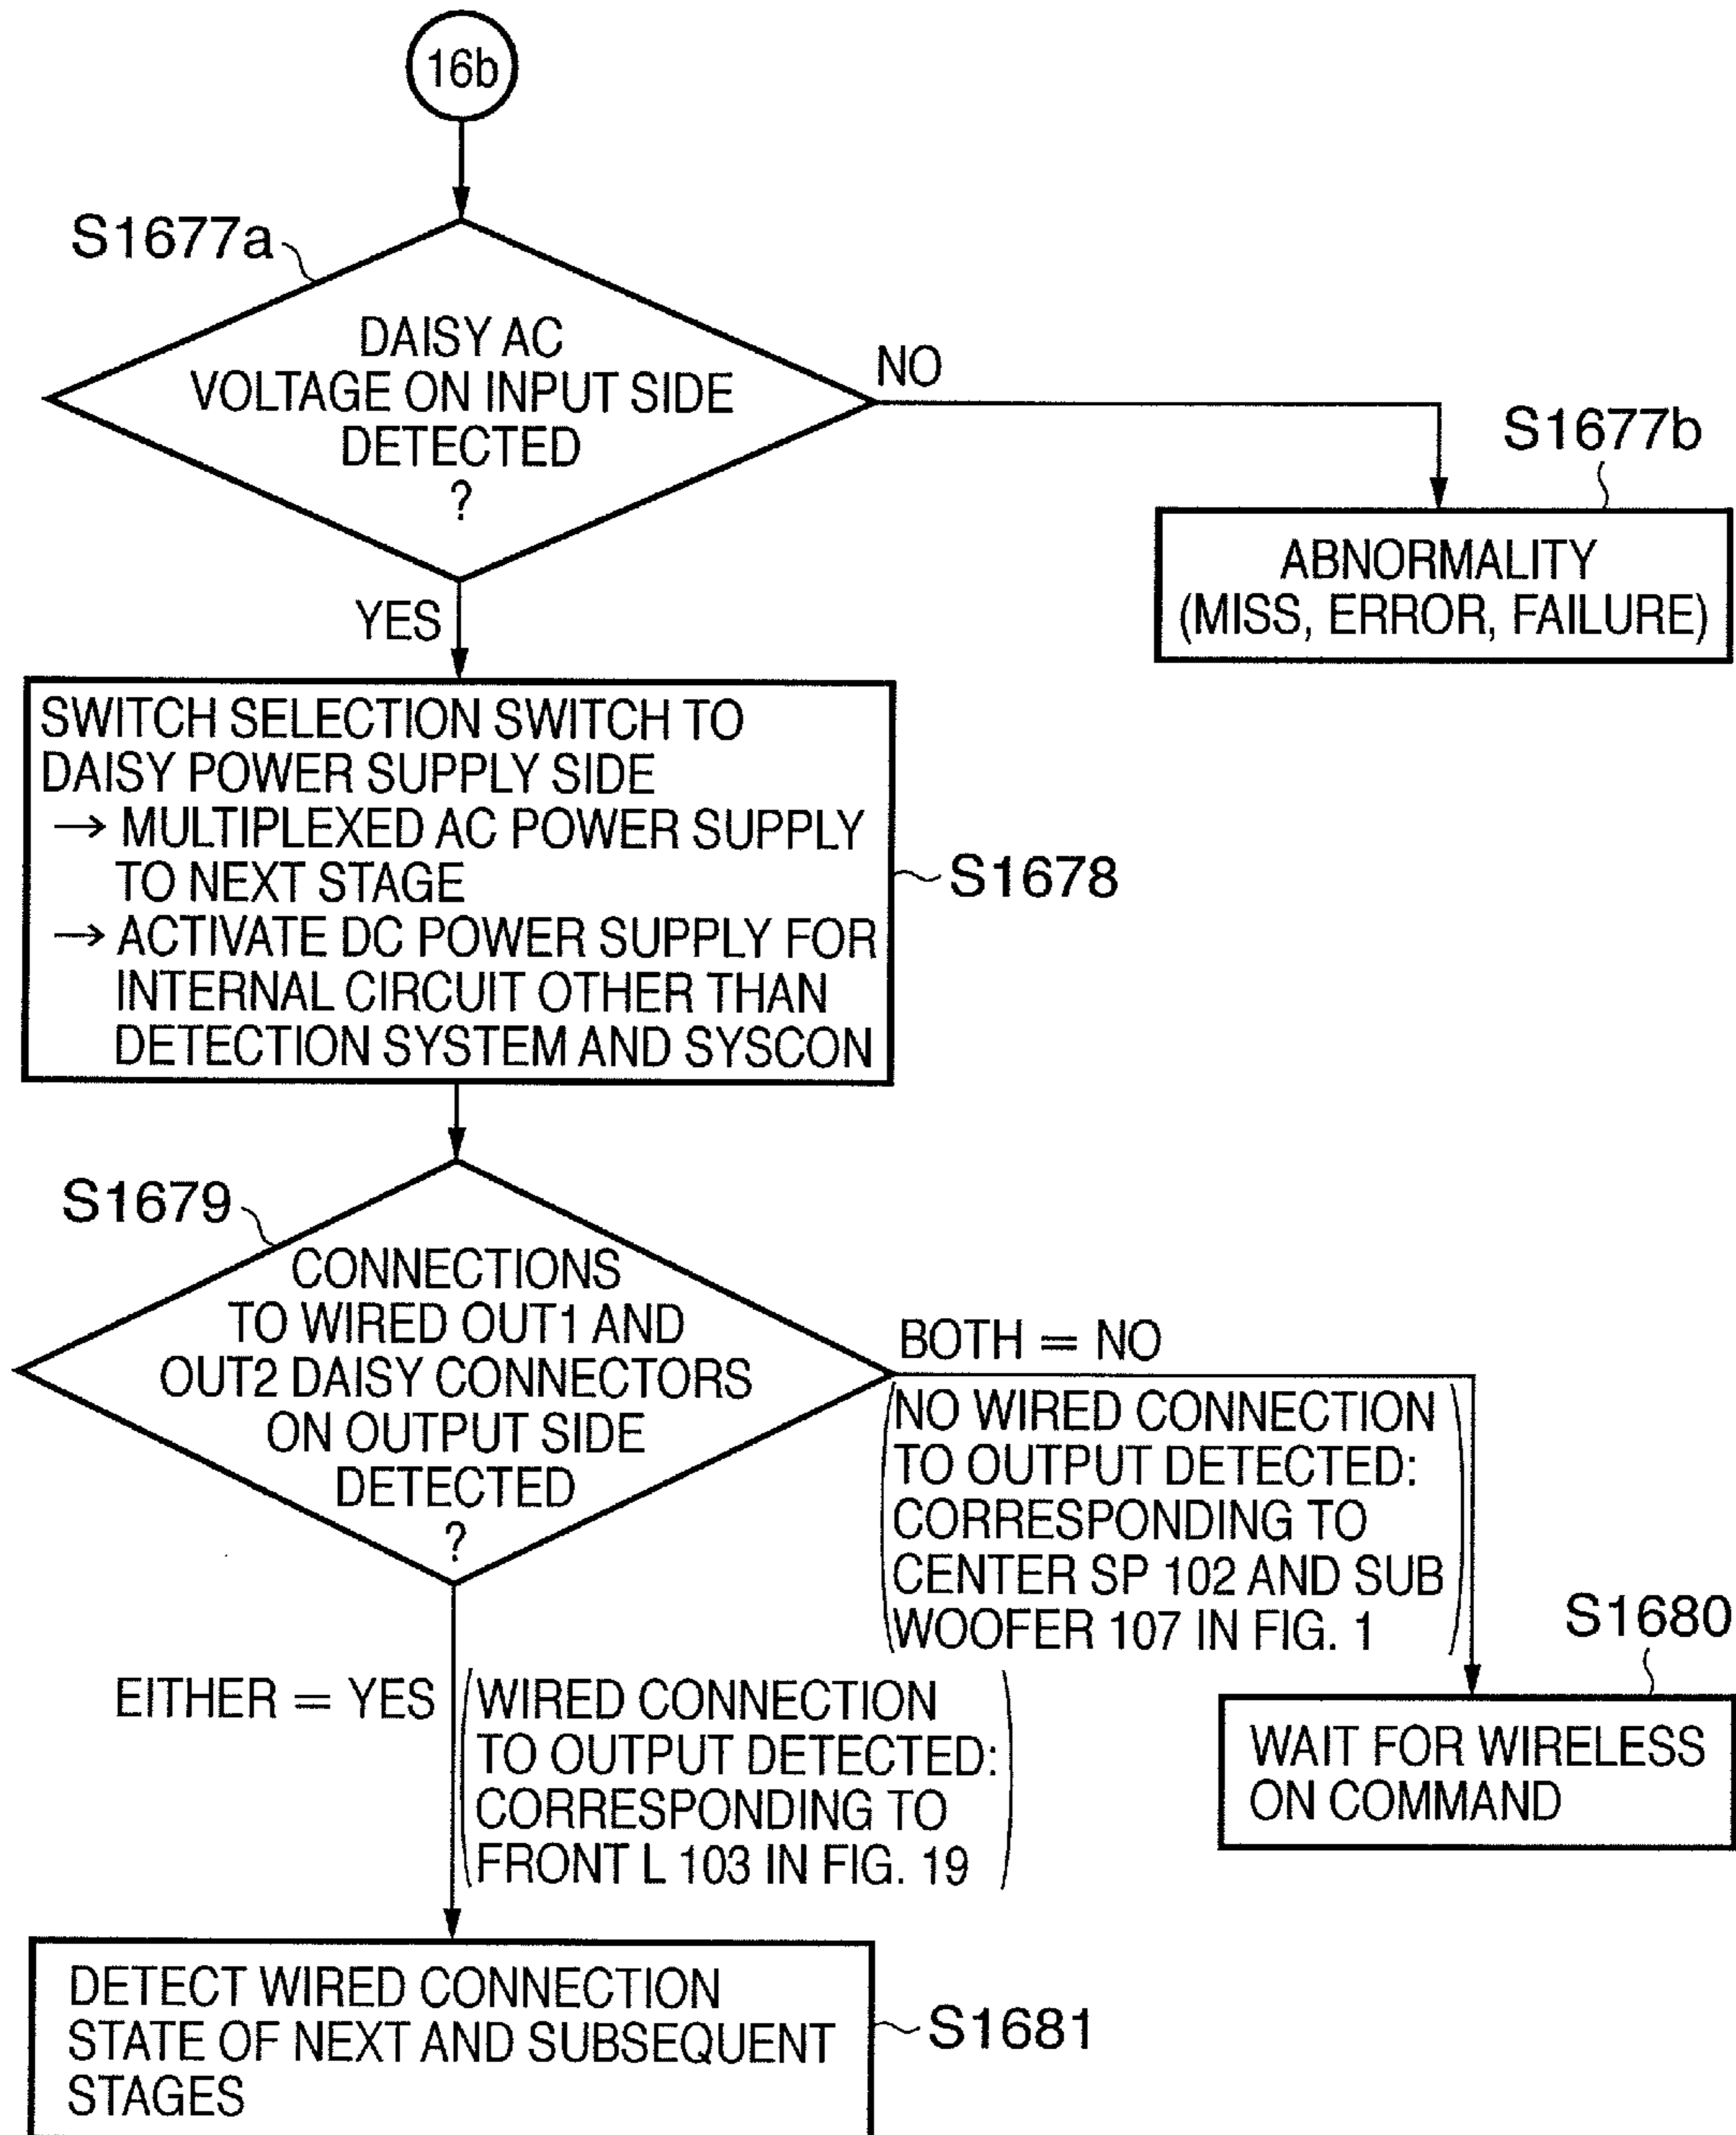 16b
S1677a
DAISY AC
VOLTAGE ON INPUT SIDE
DETECTED
?
NO
S1677b
ABNORMALITY
(MISS, ERROR, FAILURE)
YES
SWITCH SELECTION SWITCH TO
DAISY POWER SUPPLY SIDE
→ MULTIPLEXED AC POWER SUPPLY
TO NEXT STAGE
→ ACTIVATE DC POWER SUPPLY FOR
INTERNAL CIRCUIT OTHER THAN
DETECTION SYSTEM AND SYSCON
S1678
S1679
CONNECTIONS
TO WIRED OUT1 AND
OUT2 DAISY CONNECTORS
ON OUTPUT SIDE
DETECTED
?
BOTH = NO
(NO WIRED CONNECTION
TO OUTPUT DETECTED:
CORRESPONDING TO
CENTER SP 102 AND SUB
WOOFER 107 IN FIG. 1)
S1680
WAIT FOR WIRELESS
ON COMMAND
EITHER = YES
(WIRED CONNECTION
TO OUTPUT DETECTED:
CORRESPONDING TO
FRONT L 103 IN FIG. 19)
DETECT WIRED CONNECTION
STATE OF NEXT AND SUBSEQUENT
STAGES
S1681